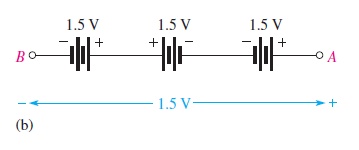 1.5 V 1.5 V 1.5 V
- + + - - +
B A
- 1.5 V +
(b)